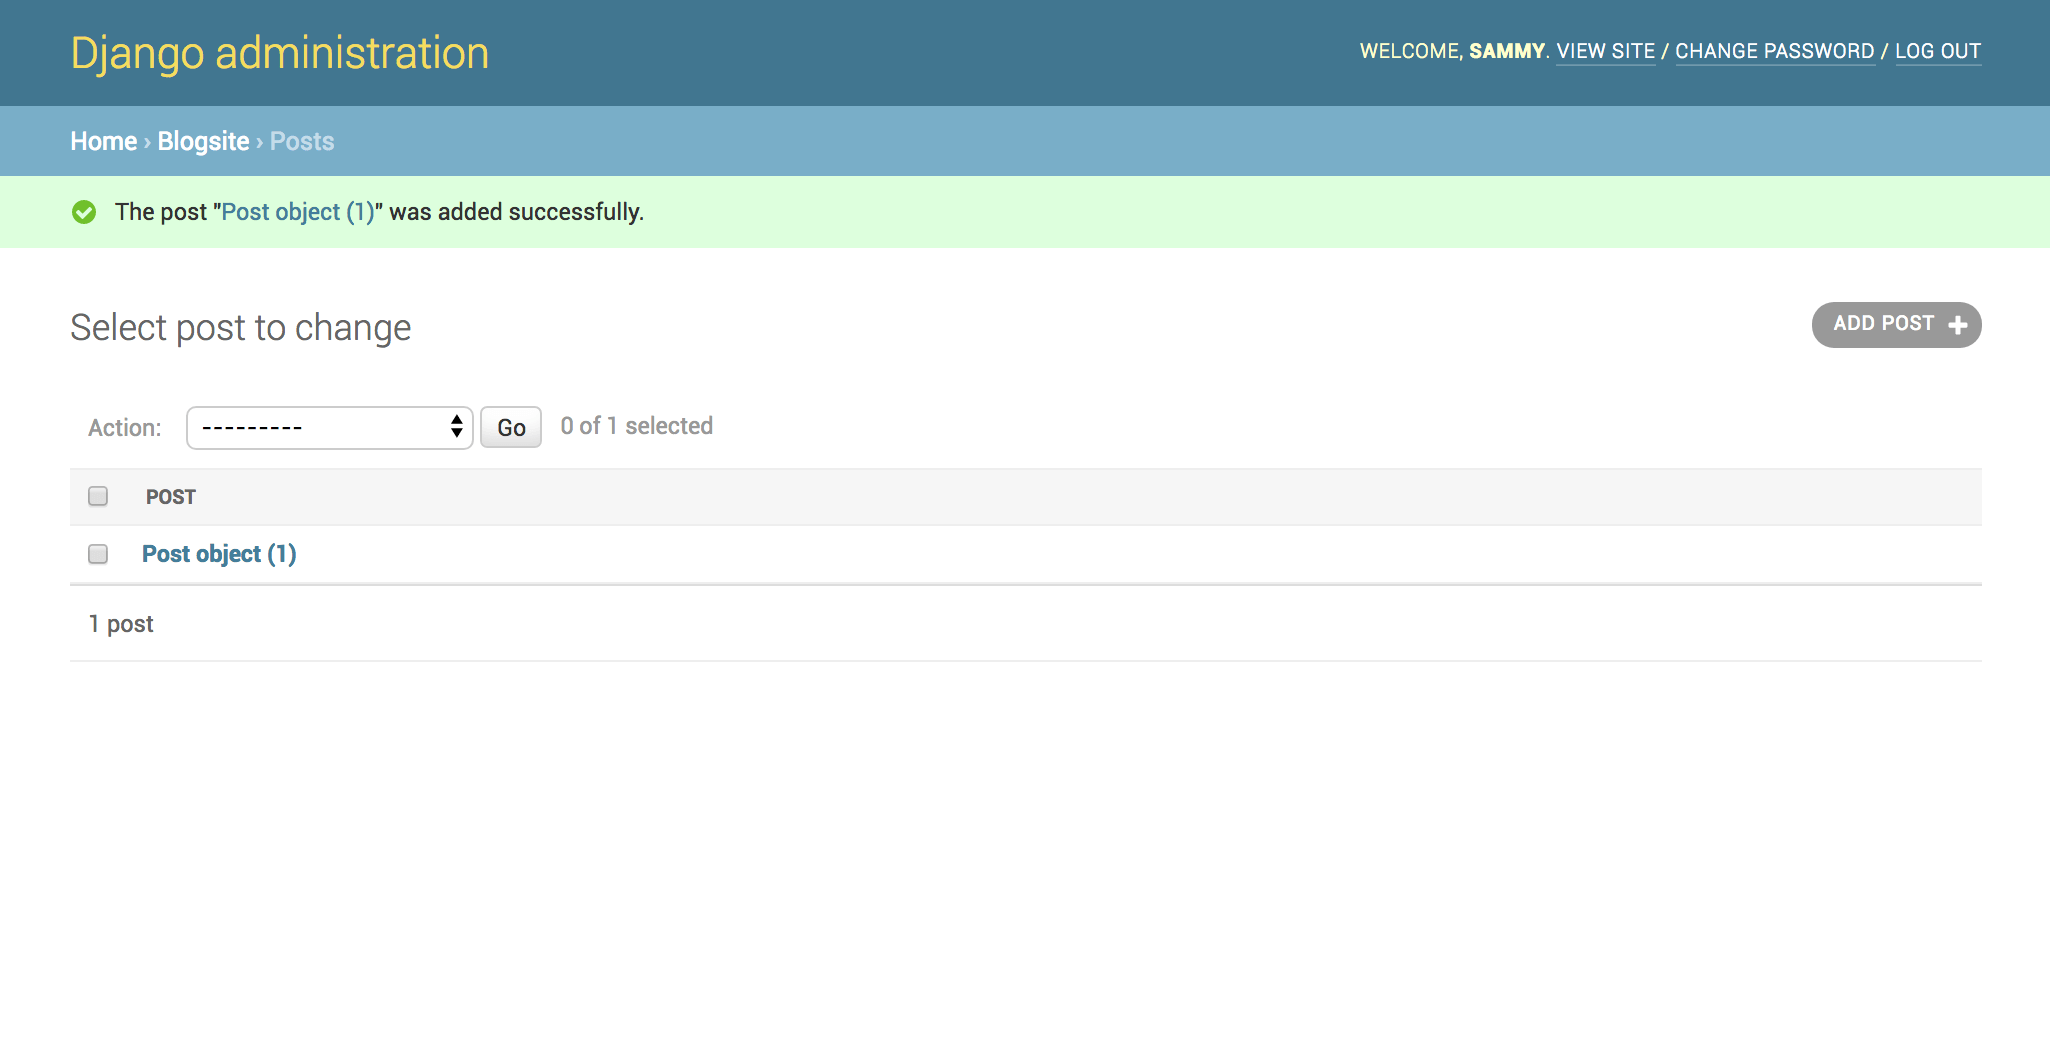 Django administration
WELCOME, SAMMY. VIEW SITE / CHANGE PASSWORD / LOG OUT
Home › Blogsite › Posts
The post "Post object (1)" was added successfully.
Select post to change
ADD POST +
Action: --------- Go 0 of 1 selected
POST
Post object (1)
1 post